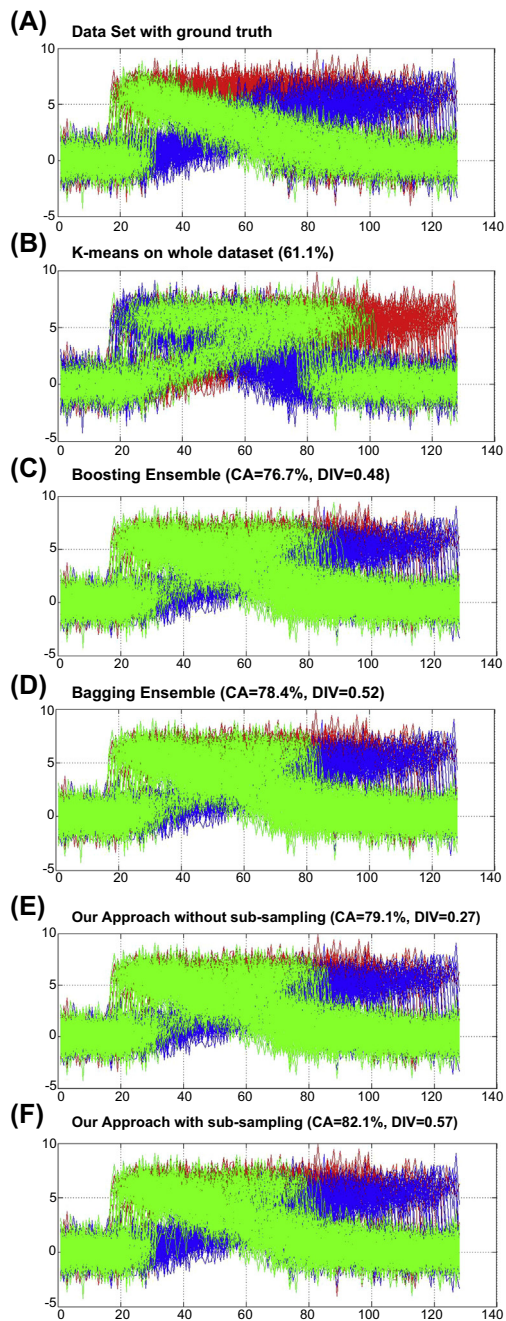 (A)
Data Set with ground truth
10
5
0
-5
0 20 40 60 80 100 120 140
(B)
K-means on whole dataset (61.1%)
10
5
0
-5
0 20 40 60 80 100 120 140
(C)
Boosting Ensemble (CA=76.7%, DIV=0.48)
10
5
0
-5
0 20 40 60 80 100 120 140
(D)
Bagging Ensemble (CA=78.4%, DIV=0.52)
10
5
0
-5
0 20 40 60 80 100 120 140
(E)
Our Approach without sub-sampling (CA=79.1%, DIV=0.27)
10
5
0
-5
0 20 40 60 80 100 120 140
(F)
Our Approach with sub-sampling (CA=82.1%, DIV=0.57)
10
5
0
-5
0 20 40 60 80 100 120 140